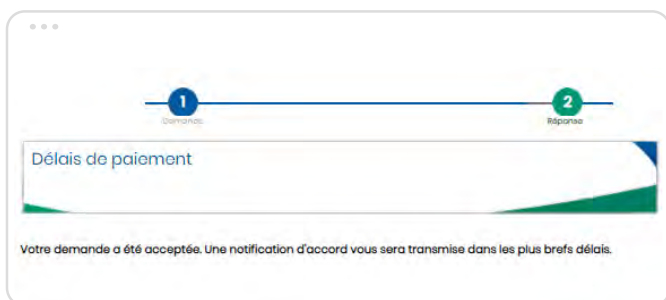 1
2
Demande
Réponse
Délais de paiement
Votre demande a été acceptée. Une notification d'accord vous sera transmise dans les plus brefs délais.